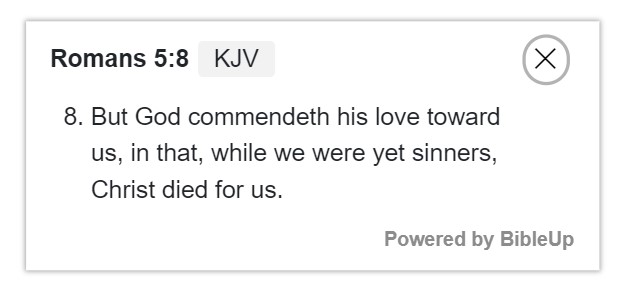 Romans 5:8 KJV
8. But God commendeth his love toward
us, in that, while we were yet sinners,
Christ died for us.
Powered by BibleUp